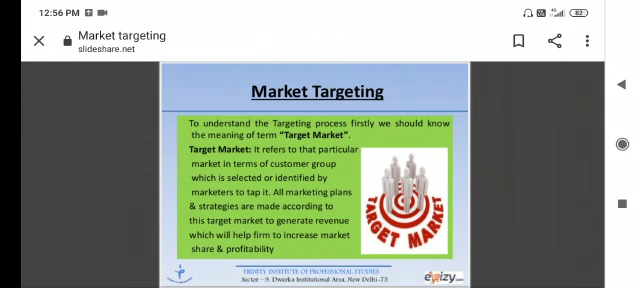 12:56 PM
4G
82
Market targeting
slideshare.net
Market Targeting
To understand the Targeting process firstly we should know
the meaning of term “Target Market”.
Target Market: It refers to that particular
market in terms of customer group
which is selected or identified by
marketers to tap it. All marketing plans
& strategies are made according to
this target market to generate revenue
which will help firm to increase market
share & profitability
TARGET MARKET
TRINITY INSTITUTE OF PROFESSIONAL STUDIES
Sector – 9, Dwarka Institutional Area, New Delhi-75